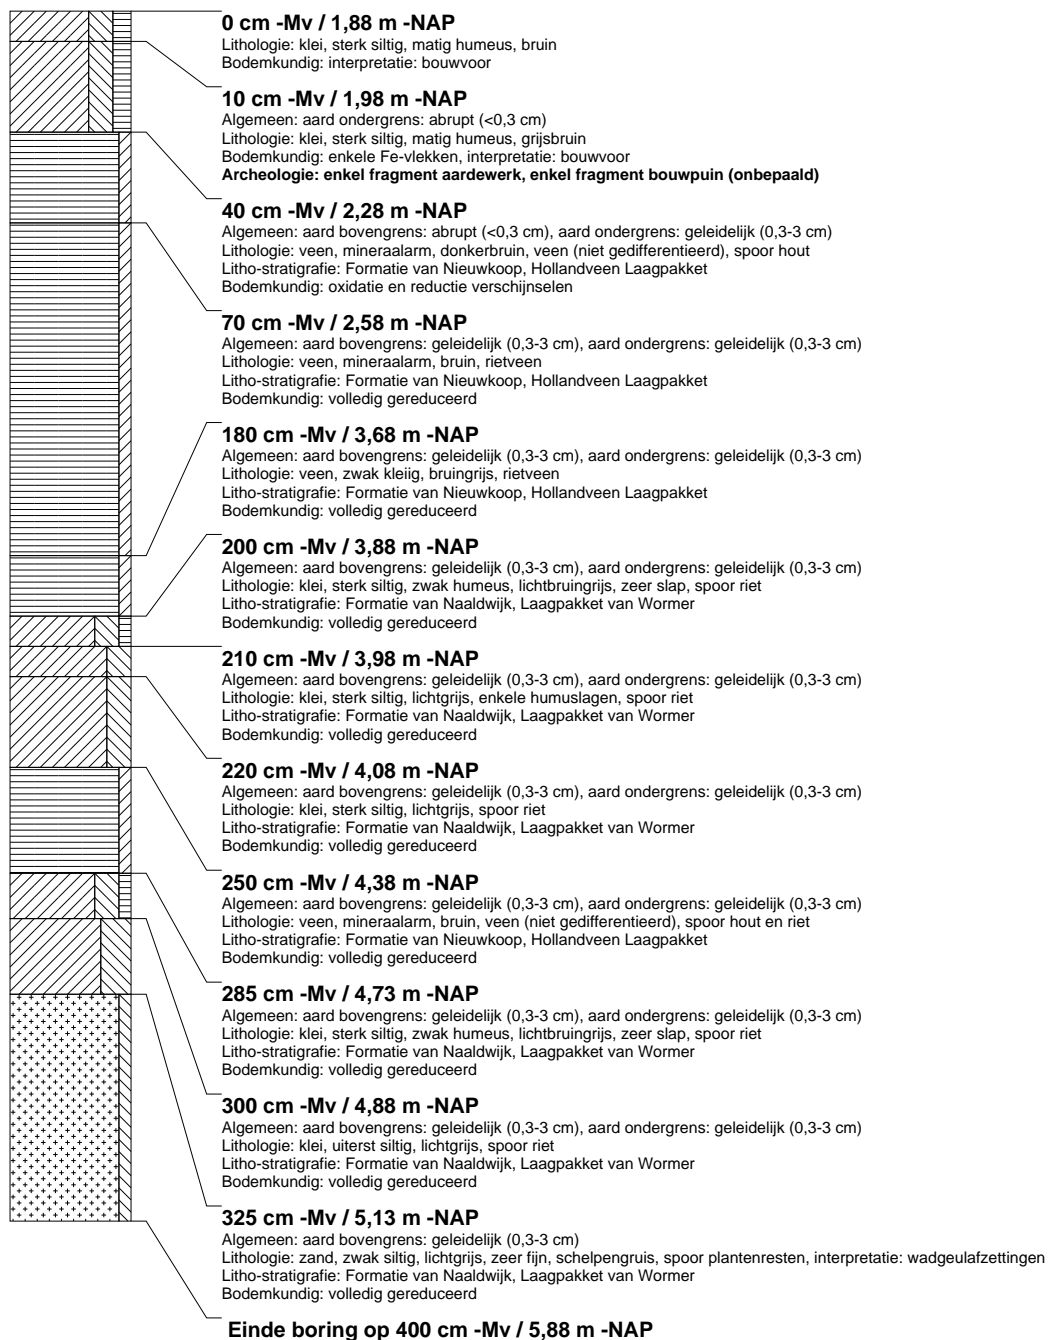 0 cm -Mv / 1,88 m -NAP
Lithologie: klei, sterk siltig, matig humeus, bruin
Bodemkundig: interpretatie: bouwvoor
10 cm -Mv / 1,98 m -NAP
Algemeen: aard ondergrens: abrupt (<0,3 cm)
Lithologie: klei, sterk siltig, matig humeus, grijsbruin
Bodemkundig: enkele Fe-vlekken, interpretatie: bouwvoor
Archeologie: enkel fragment aardewerk, enkel fragment bouwpuin (onbepaald)
40 cm -Mv / 2,28 m -NAP
Algemeen: aard bovengrens: abrupt (<0,3 cm), aard ondergrens: geleidelijk (0,3-3 cm)
Lithologie: veen, mineraalarm, donkerbruin, veen (niet gedifferentieerd), spoor hout
Litho-stratigrafie: Formatie van Nieuwkoop, Hollandveen Laagpakket
Bodemkundig: oxidatie en reductie verschijnselen
70 cm -Mv / 2,58 m -NAP
Algemeen: aard bovengrens: geleidelijk (0,3-3 cm), aard ondergrens: geleidelijk (0,3-3 cm)
Lithologie: veen, mineraalarm, bruin, rietveen
Litho-stratigrafie: Formatie van Nieuwkoop, Hollandveen Laagpakket
Bodemkundig: volledig gereduceerd
180 cm -Mv / 3,68 m -NAP
Algemeen: aard bovengrens: geleidelijk (0,3-3 cm), aard ondergrens: geleidelijk (0,3-3 cm)
Lithologie: veen, zwak kleiig, bruingrijs, rietveen
Litho-stratigrafie: Formatie van Nieuwkoop, Hollandveen Laagpakket
Bodemkundig: volledig gereduceerd
200 cm -Mv / 3,88 m -NAP
Algemeen: aard bovengrens: geleidelijk (0,3-3 cm), aard ondergrens: geleidelijk (0,3-3 cm)
Lithologie: klei, sterk siltig, zwak humeus, lichtbruingrijs, zeer slap, spoor riet
Litho-stratigrafie: Formatie van Naaldwijk, Laagpakket van Wormer
Bodemkundig: volledig gereduceerd
210 cm -Mv / 3,98 m -NAP
Algemeen: aard bovengrens: geleidelijk (0,3-3 cm), aard ondergrens: geleidelijk (0,3-3 cm)
Lithologie: klei, sterk siltig, lichtgrijs, enkele humuslagen, spoor riet
Litho-stratigrafie: Formatie van Naaldwijk, Laagpakket van Wormer
Bodemkundig: volledig gereduceerd
220 cm -Mv / 4,08 m -NAP
Algemeen: aard bovengrens: geleidelijk (0,3-3 cm), aard ondergrens: geleidelijk (0,3-3 cm)
Lithologie: klei, sterk siltig, lichtgrijs, spoor riet
Litho-stratigrafie: Formatie van Naaldwijk, Laagpakket van Wormer
Bodemkundig: volledig gereduceerd
250 cm -Mv / 4,38 m -NAP
Algemeen: aard bovengrens: geleidelijk (0,3-3 cm), aard ondergrens: geleidelijk (0,3-3 cm)
Lithologie: veen, mineraalarm, bruin, veen (niet gedifferentieerd), spoor hout en riet
Litho-stratigrafie: Formatie van Nieuwkoop, Hollandveen Laagpakket
Bodemkundig: volledig gereduceerd
285 cm -Mv / 4,73 m -NAP
Algemeen: aard bovengrens: geleidelijk (0,3-3 cm), aard ondergrens: geleidelijk (0,3-3 cm)
Lithologie: klei, sterk siltig, zwak humeus, lichtbruingrijs, zeer slap, spoor riet
Litho-stratigrafie: Formatie van Naaldwijk, Laagpakket van Wormer
Bodemkundig: volledig gereduceerd
300 cm -Mv / 4,88 m -NAP
Algemeen: aard bovengrens: geleidelijk (0,3-3 cm), aard ondergrens: geleidelijk (0,3-3 cm)
Lithologie: klei, uiterst siltig, lichtgrijs, spoor riet
Litho-stratigrafie: Formatie van Naaldwijk, Laagpakket van Wormer
Bodemkundig: volledig gereduceerd
325 cm -Mv / 5,13 m -NAP
Algemeen: aard bovengrens: geleidelijk (0,3-3 cm)
Lithologie: zand, zwak siltig, lichtgrijs, zeer fijn, schelpengruis, spoor plantenresten, interpretatie: wadgeulafzettingen
Litho-stratigrafie: Formatie van Naaldwijk, Laagpakket van Wormer
Bodemkundig: volledig gereduceerd
Einde boring op 400 cm -Mv / 5,88 m -NAP